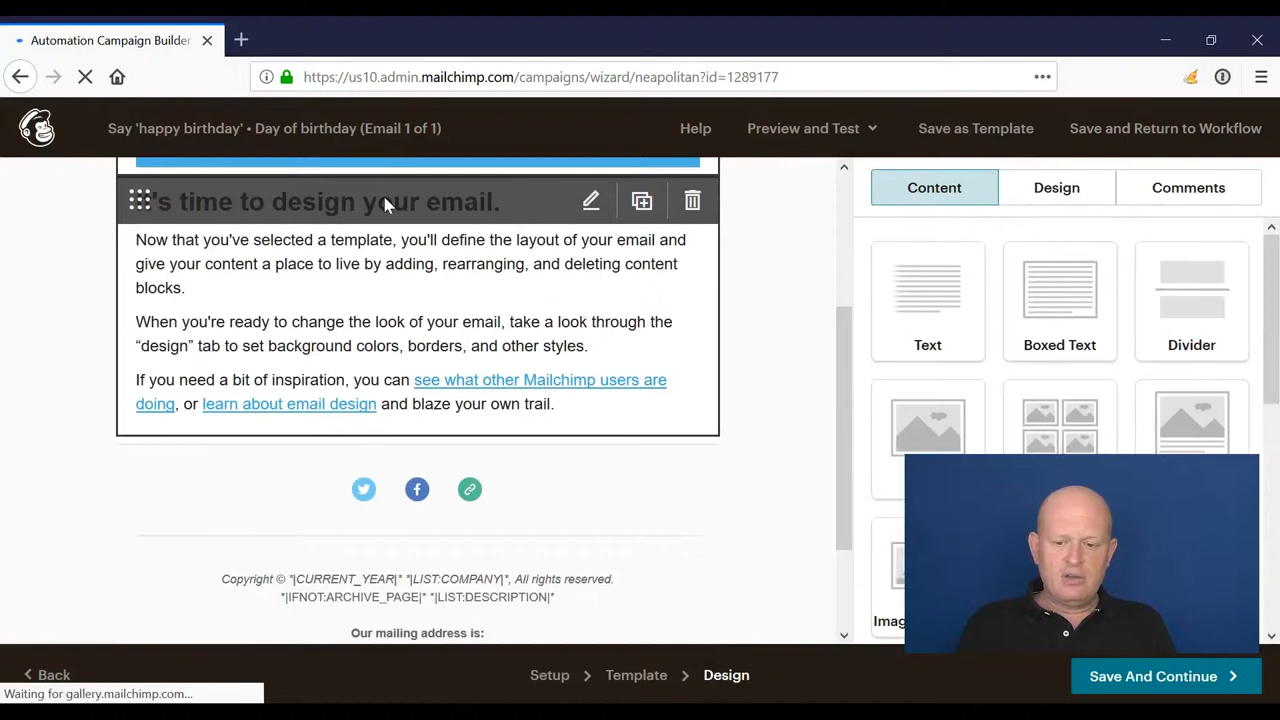 Automation Campaign Builder
https://us10.admin.mailchimp.com/campaigns/wizard/neapolitan?id=1289177
Say 'happy birthday' • Day of birthday (Email 1 of 1)
Help
Preview and Test
Save as Template
Save and Return to Workflow
Content
Design
Comments
It's time to design your email.
Now that you've selected a template, you'll define the layout of your email and
give your content a place to live by adding, rearranging, and deleting content
blocks.
When you're ready to change the look of your email, take a look through the
“design” tab to set background colors, borders, and other styles.
If you need a bit of inspiration, you can see what other Mailchimp users are
doing, or learn about email design and blaze your own trail.
Text
Boxed Text
Divider
Copyright © *|CURRENT_YEAR|* *|LIST:COMPANY|*, All rights reserved.
*|IFNOT:ARCHIVE_PAGE|* *|LIST:DESCRIPTION|*
Our mailing address is:
Back
Setup
Template
Design
Save And Continue
Waiting for gallery.mailchimp.com...